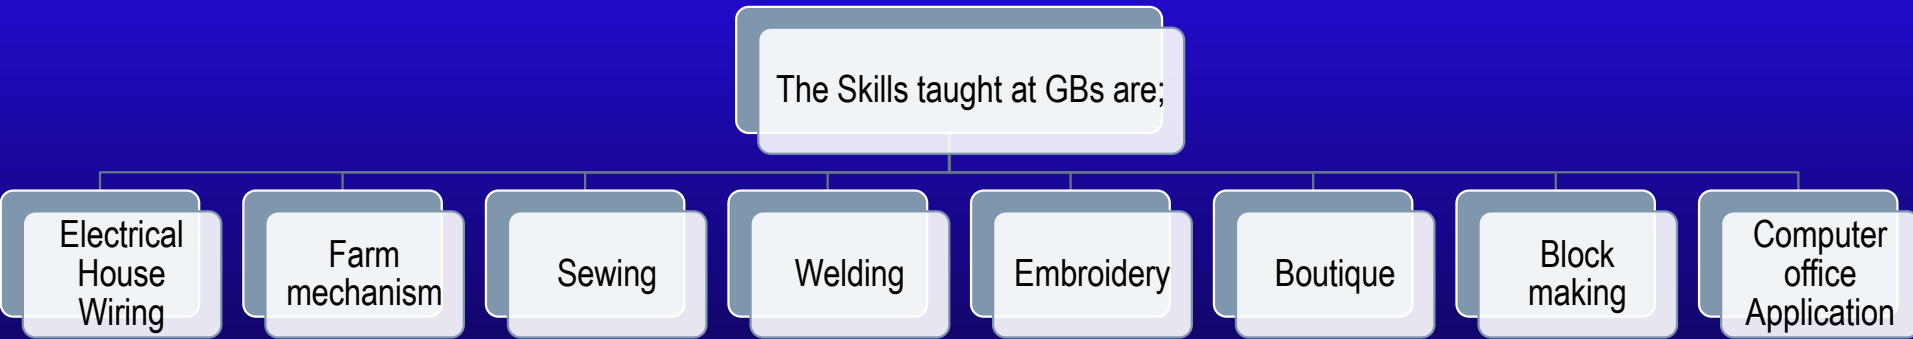 The Skills taught at GBs are;
Electrical
House
Wiring
Farm
mechanism
Sewing
Welding
Embroidery
Boutique
Block
making
Computer
office
Application